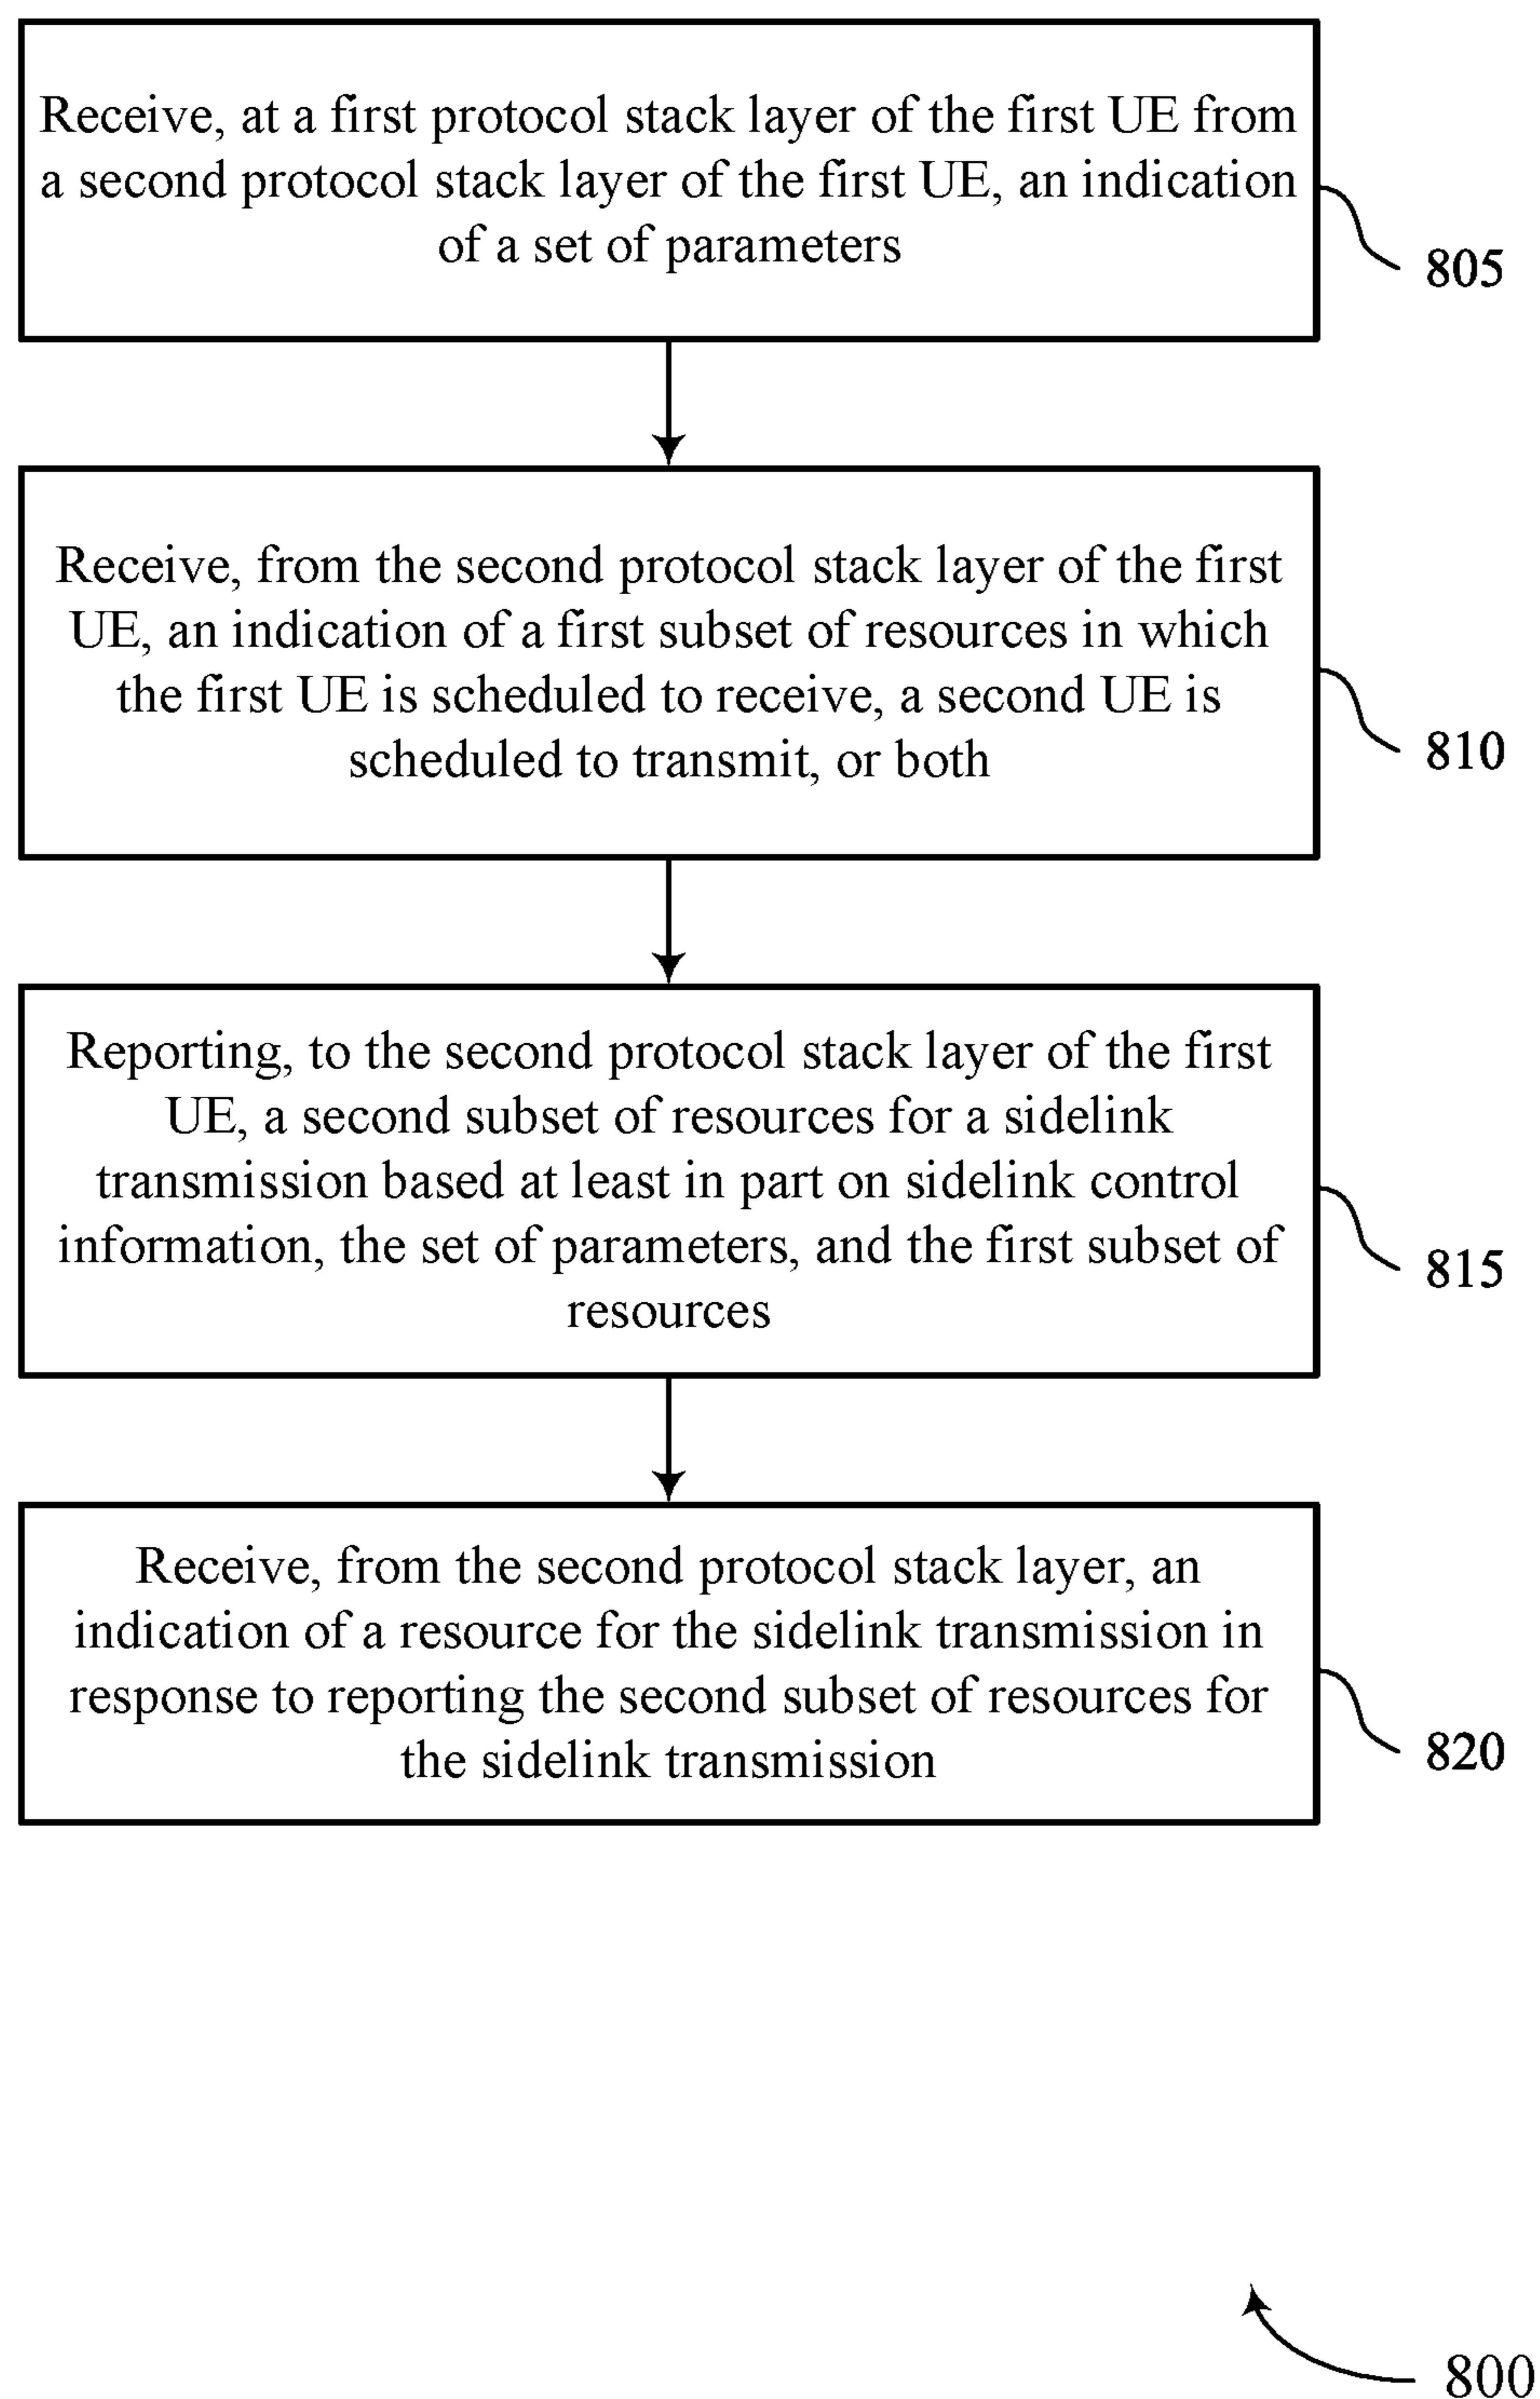 Receive, at a first protocol stack layer of the first UE from
a second protocol stack layer of the first UE, an indication
of a set of parameters
805
Receive, from the second protocol stack layer of the first
UE, an indication of a first subset of resources in which
the first UE is scheduled to receive, a second UE is
scheduled to transmit, or both
810
Reporting, to the second protocol stack layer of the first
UE, a second subset of resources for a sidelink
transmission based at least in part on sidelink control
information, the set of parameters, and the first subset of
resources
815
Receive, from the second protocol stack layer, an
indication of a resource for the sidelink transmission in
response to reporting the second subset of resources for
the sidelink transmission
820
800